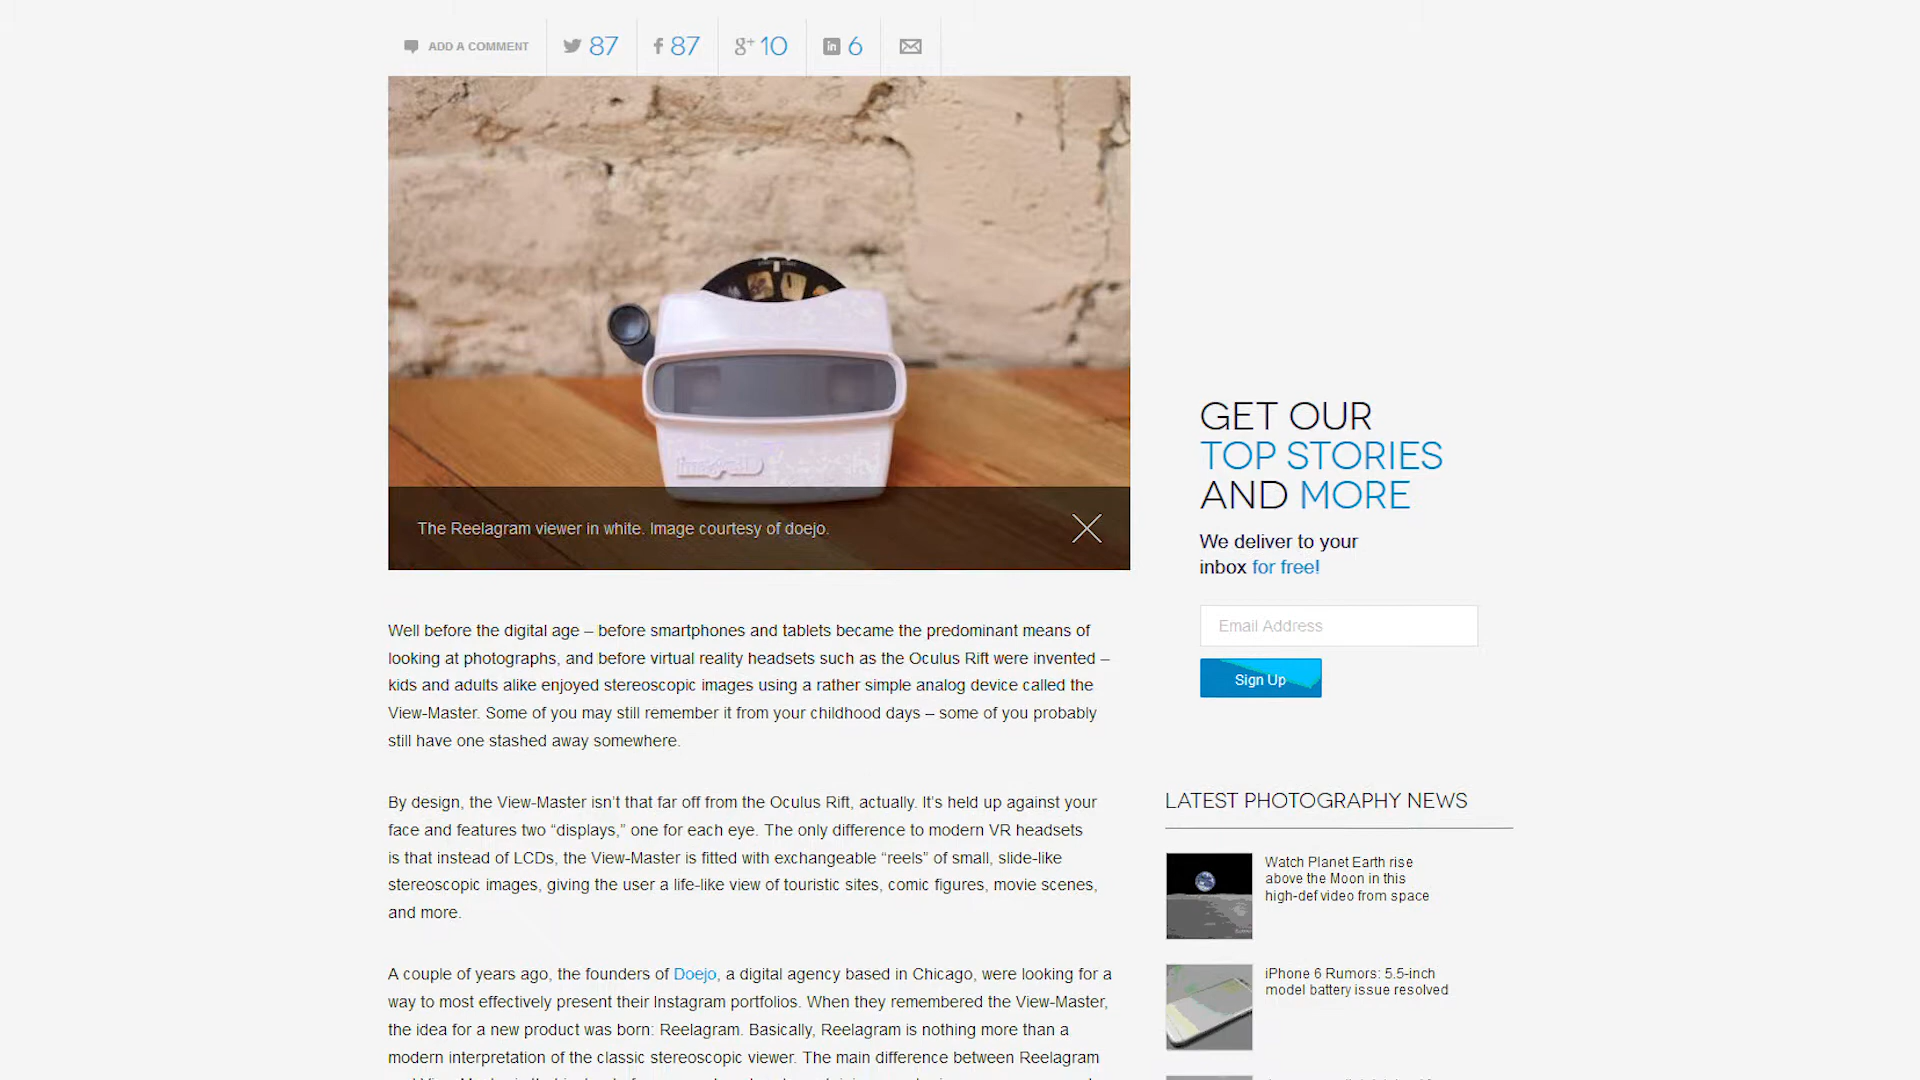 ADD A COMMENT 87 87 g+ 10 in 6
The Reelagram viewer in white. Image courtesy of doejo.
Well before the digital age – before smartphones and tablets became the predominant means of
looking at photographs, and before virtual reality headsets such as the Oculus Rift were invented –
kids and adults alike enjoyed stereoscopic images using a rather simple analog device called the
View-Master. Some of you may still remember it from your childhood days – some of you probably
still have one stashed away somewhere.
By design, the View-Master isn’t that far off from the Oculus Rift, actually. It’s held up against your
face and features two “displays,” one for each eye. The only difference to modern VR headsets
is that instead of LCDs, the View-Master is fitted with exchangeable “reels” of small, slide-like
stereoscopic images, giving the user a life-like view of touristic sites, comic figures, movie scenes,
and more.
A couple of years ago, the founders of Doejo, a digital agency based in Chicago, were looking for a
way to most effectively present their Instagram portfolios. When they remembered the View-Master,
the idea for a new product was born: Reelagram. Basically, Reelagram is nothing more than a
modern interpretation of the classic stereoscopic viewer. The main difference between Reelagram
GET OUR
TOP STORIES
AND MORE
We deliver to your
inbox for free!
Email Address
Sign Up
LATEST PHOTOGRAPHY NEWS
Watch Planet Earth rise
above the Moon in this
high-def video from space
iPhone 6 Rumors: 5.5-inch
model battery issue resolved